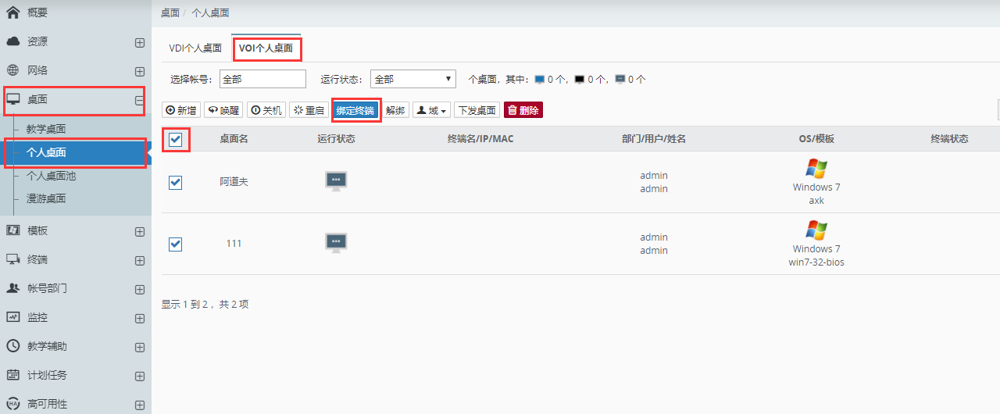 概要
资源
网络
桌面
教学桌面
个人桌面
个人桌面池
漫游桌面
模板
终端
帐号部门
监控
教学辅助
计划任务
HA 高可用性
桌面 / 个人桌面
VDI个人桌面 VOI个人桌面
选择帐号： 全部 运行状态： 全部 个桌面，其中： 0 个， 0 个， 0 个
新增 唤醒 关机 重启 绑定终端 解绑 域 下发桌面 删除
桌面名 运行状态 终端名/IP/MAC 部门/用户/姓名 OS/模板 终端状态
阿道夫 admin
admin Windows 7
axk
111 admin
admin Windows 7
win7-32-bios
显示 1 到 2 ，共 2 项